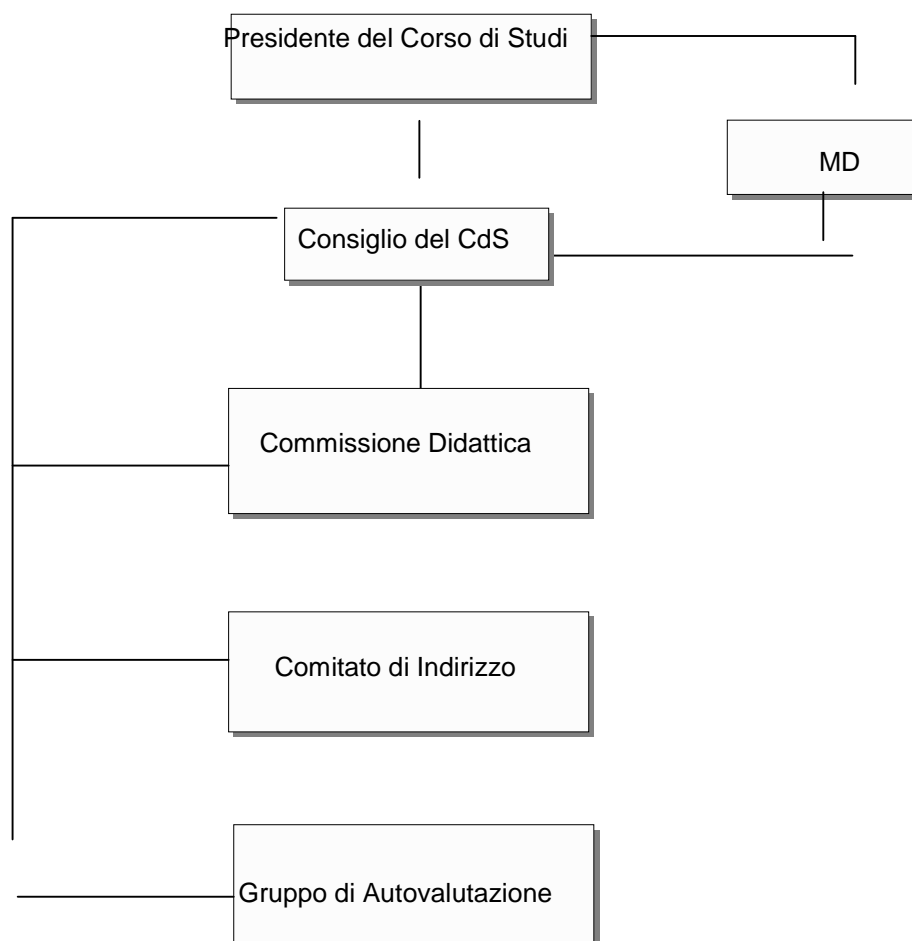 Presidente del Corso di Studi
MD
Consiglio del CdS
Commissione Didattica
Comitato di Indirizzo
Gruppo di Autovalutazione